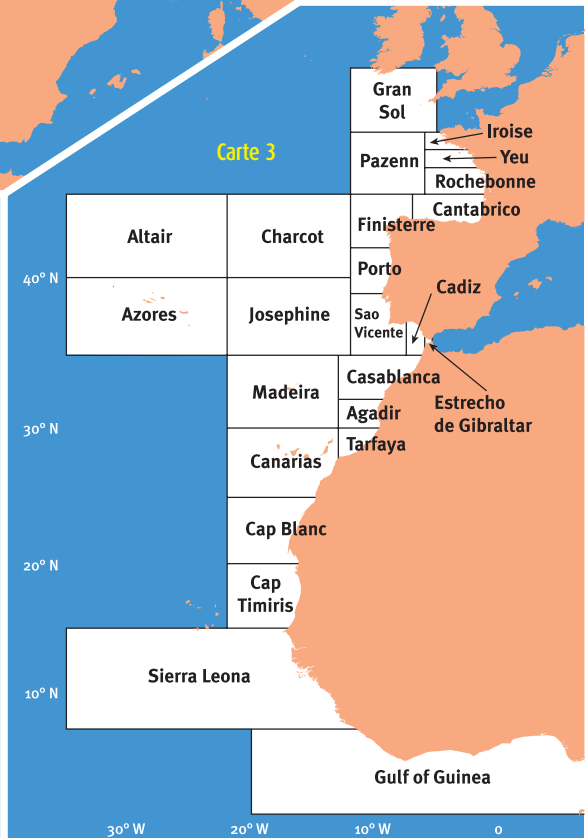 Gran
Sol
Iroise
Carte 3
Pazenn
Yeu
Rochebonne
Cantabrico
Finisterre
Altair
Charcot
Porto
40° N
Cadiz
Azores
Josephine
Sao
Vicente
Casablanca
Madeira
Estrecho
de Gibraltar
Agadir
30° N
Tarfaya
Canarias
Cap Blanc
20° N
Cap
Timiris
Sierra Leona
10° N
Gulf of Guinea
30° W
20° W
10° W
0